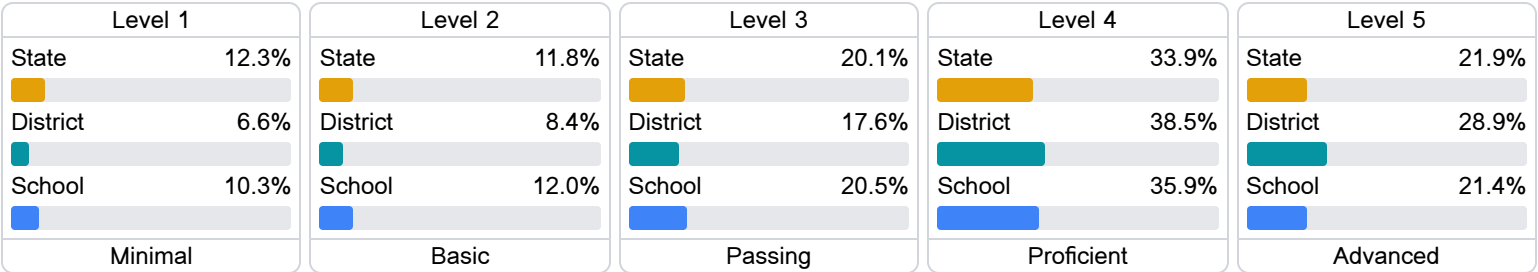 Level 1
State 12.3%
District 6.6%
School 10.3%
Minimal
Level 2
State 11.8%
District 8.4%
School 12.0%
Basic
Level 3
State 20.1%
District 17.6%
School 20.5%
Passing
Level 4
State 33.9%
District 38.5%
School 35.9%
Proficient
Level 5
State 21.9%
District 28.9%
School 21.4%
Advanced